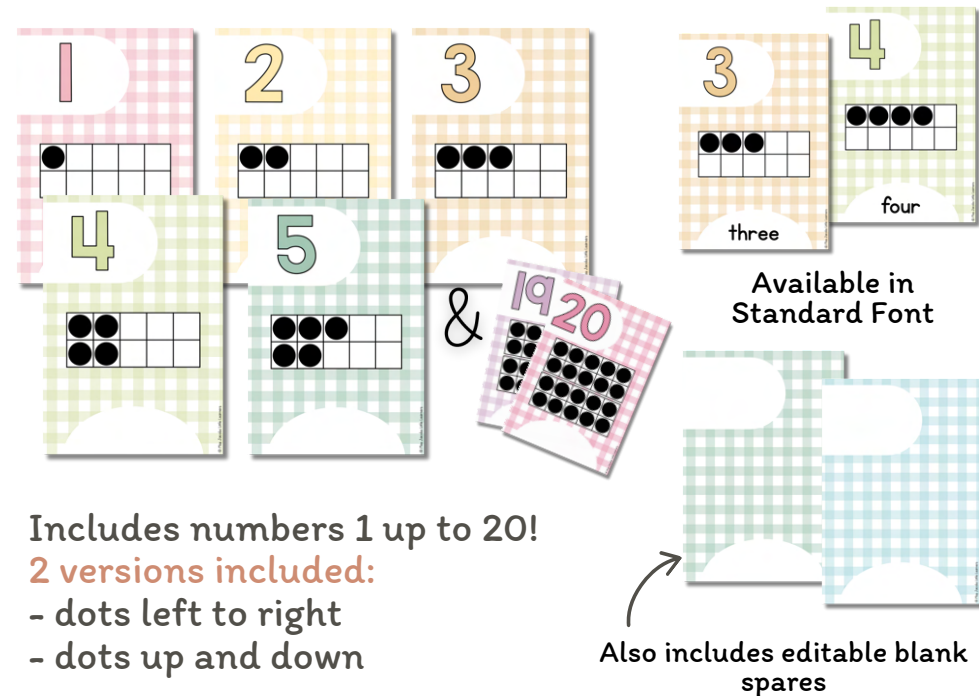 1
2
3
4
5
&
19
20
3
three
4
four
Available in
Standard Font
Includes numbers 1 up to 20!
2 versions included:
- dots left to right
- dots up and down
Also includes editable blank
spares